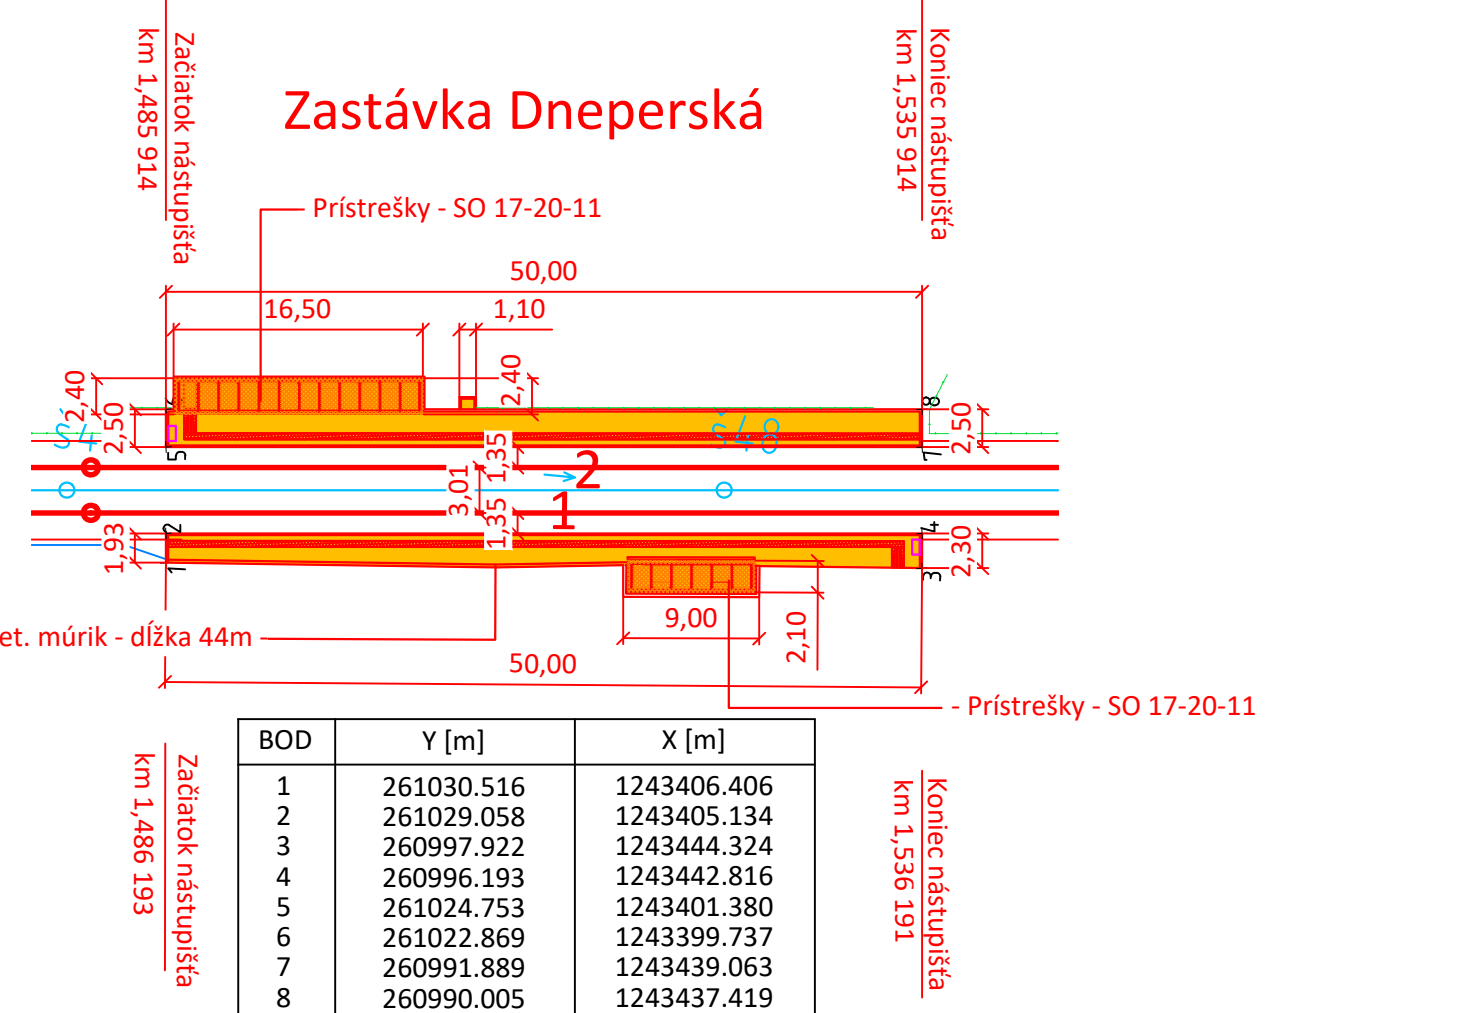 Začiatok nástupišťa
km 1,485 914
Koniec nástupišťa
km 1,535 914
Zastávka Dneperská
Prístrešky - SO 17-20-11
50,00
16,50
1,10
2,40
2,40
2,50
2,50
8
5
7
1,35
3,01
2
1
1,35
1,93
2
4
2,30
1
3
9,00
2,10
et. múrik - dĺžka 44m
50,00
- Prístrešky - SO 17-20-11
Začiatok nástupišťa
km 1,486 193
Koniec nástupišťa
km 1,536 191
BOD Y [m] X [m]
1 261030.516 1243406.406
2 261029.058 1243405.134
3 260997.922 1243444.324
4 260996.193 1243442.816
5 261024.753 1243401.380
6 261022.869 1243399.737
7 260991.889 1243439.063
8 260990.005 1243437.419